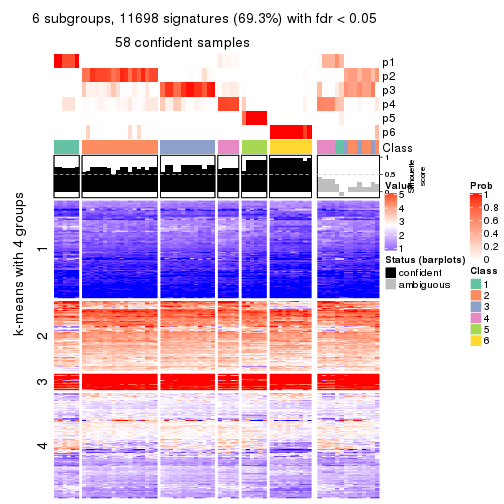 6 subgroups, 11698 signatures (69.3%) with fdr < 0.05
58 confident samples
p1
p2
p3
p4
p5
p6
Class
1
0.5
0
Silhouette
score
k-means with 4 groups
1
2
3
4
Value
5
4
3
2
1
Status (barplots)
confident
ambiguous
Prob
1
0.8
0.6
0.4
0.2
0
Class
1
2
3
4
5
6